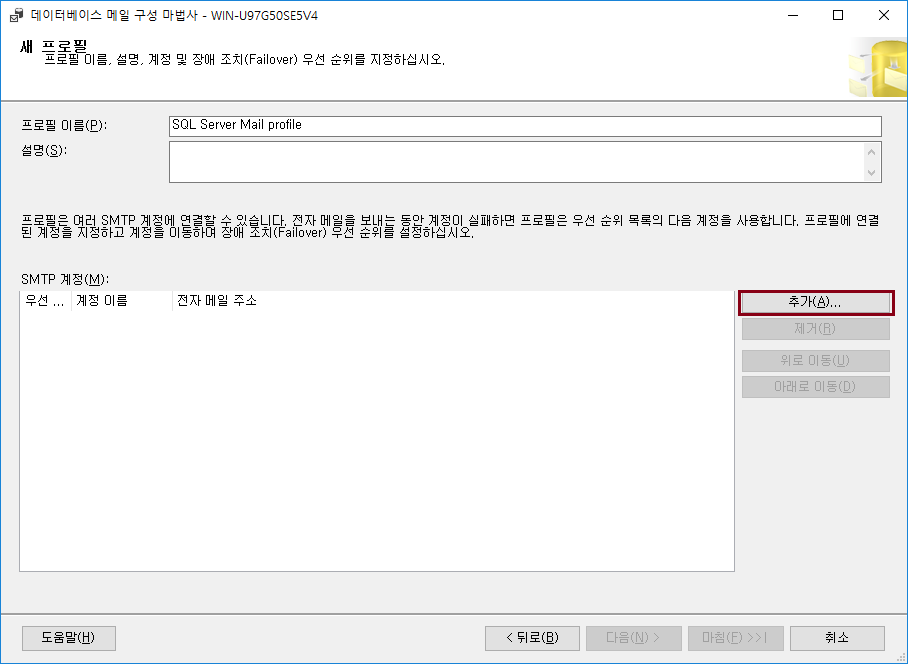 데이터베이스 메일 구성 마법사 - WIN-U97G50SE5V4
새 프로필
프로필 이름, 설명, 계정 및 장애 조치(Failover) 우선 순위를 지정하십시오.
프로필 이름(P):
SQL Server Mail profile
설명(S):
프로필은 여러 SMTP 계정에 연결할 수 있습니다. 전자 메일을 보내는 동안 계정이 실패하면 프로필은 우선 순위 목록의 다음 계정을 사용합니다. 프로필에 연결
된 계정을 지정하고 계정을 이동하며 장애 조치(Failover) 우선 순위를 설정하십시오.
SMTP 계정(M):
우선 ... 계정 이름 전자 메일 주소
추가(A)...
제거(R)
위로 이동(U)
아래로 이동(D)
도움말(H) < 뒤로(B) 다음(N) > 마침(F) >>| 취소